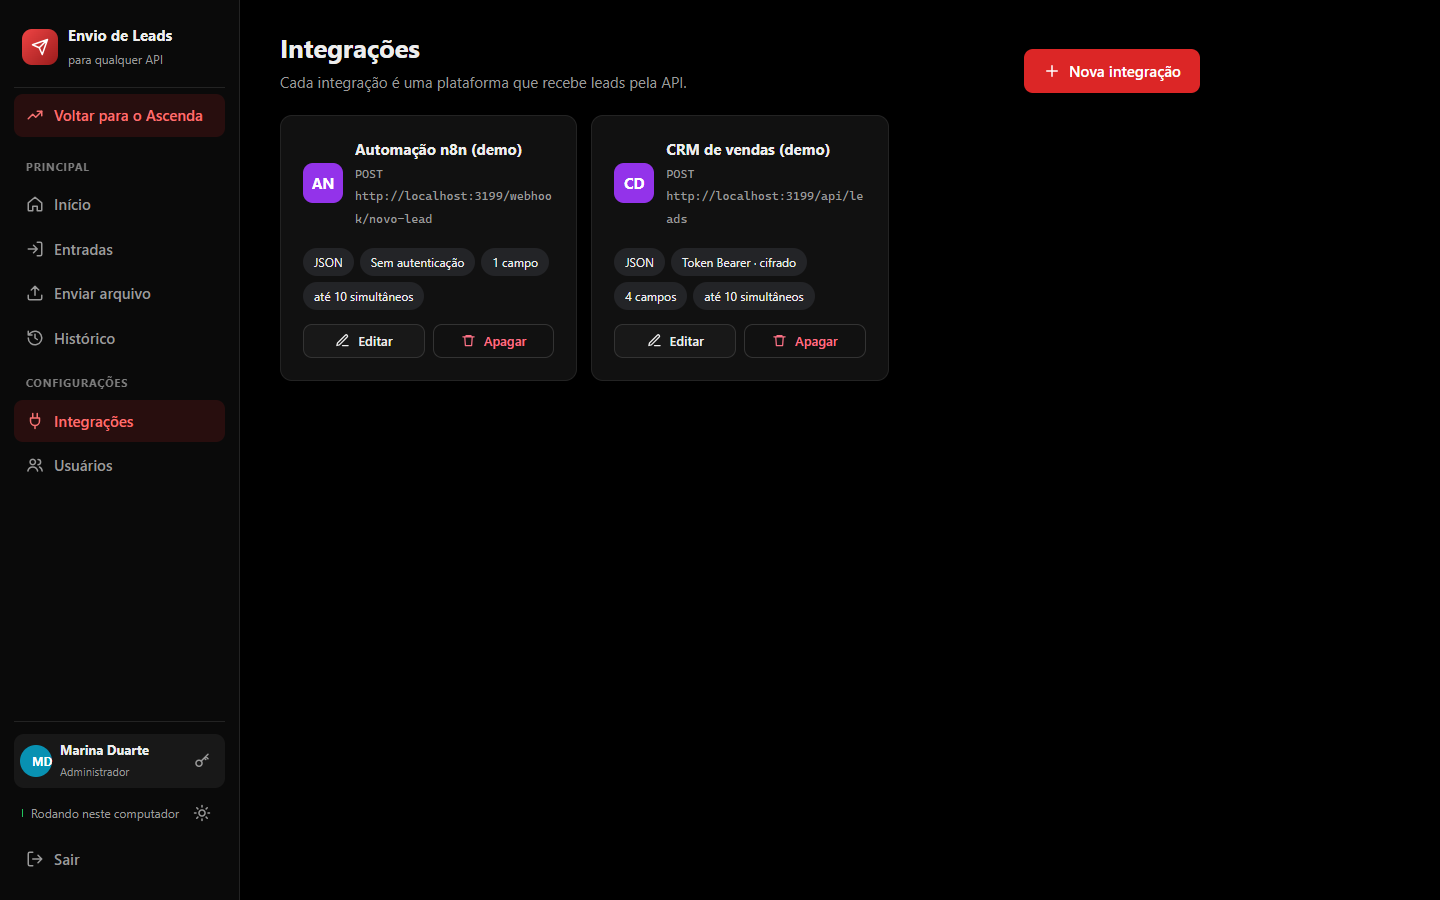 Envio de Leads
para qualquer API
Voltar para o Ascenda
PRINCIPAL
Início
Entradas
Enviar arquivo
Histórico
CONFIGURAÇÕES
Integrações
Usuários
MD
Marina Duarte
Administrador
Rodando neste computador
Sair
Integrações
Cada integração é uma plataforma que recebe leads pela API.
Nova integração
AN
Automação n8n (demo)
POST
http://localhost:3199/webhoo
k/novo-lead
JSON
Sem autenticação
1 campo
até 10 simultâneos
Editar
Apagar
CD
CRM de vendas (demo)
POST
http://localhost:3199/api/le
ads
JSON
Token Bearer · cifrado
4 campos
até 10 simultâneos
Editar
Apagar